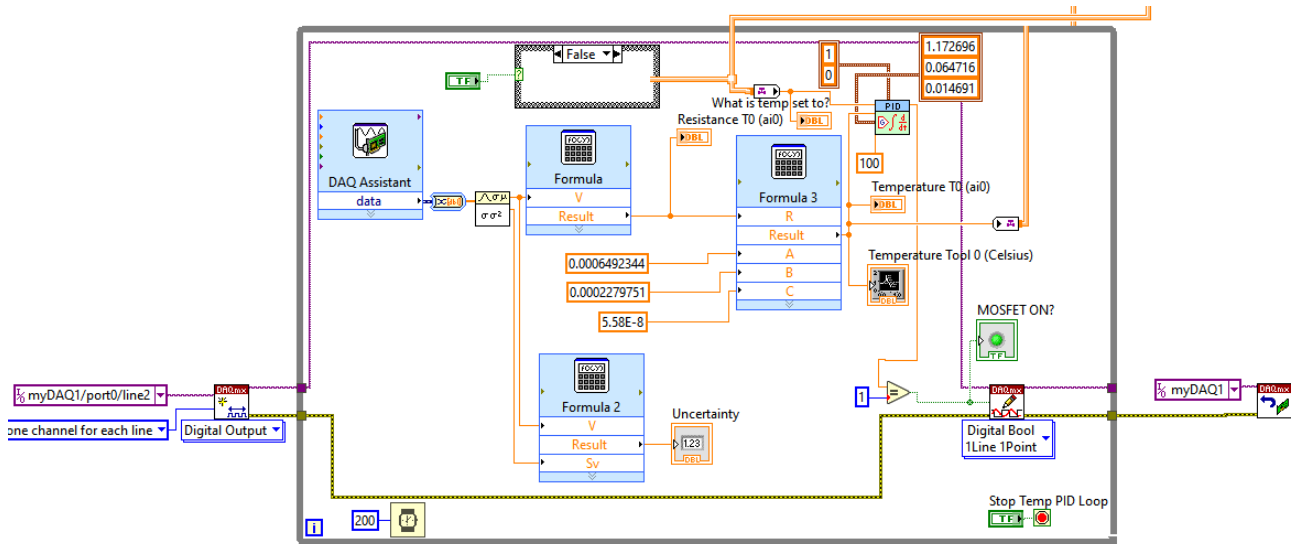 False
TF
?
1
0
1.172696
0.064716
0.014691
What is temp set to?
DBL
PID
100
Resistance T0 (ai0)
DBL
DAQ Assistant
data
σμ
σσ²
f(x,y)
Formula
V
Result
f(x,y)
Formula 3
R
Result
A
B
C
0.0006492344
0.0002279751
5.58E-8
Temperature T0 (ai0)
DBL
Temperature Tool 0 (Celsius)
DBL
MOSFET ON?
TF
f(x,y)
Formula 2
V
Result
Sv
Uncertainty
1.23
DBL
1
=
DAQmx
Digital Bool
1Line 1Point
myDAQ1/port0/line2
DAQmx
one channel for each line
Digital Output
myDAQ1
DAQmx
i
200
Stop Temp PID Loop
TF